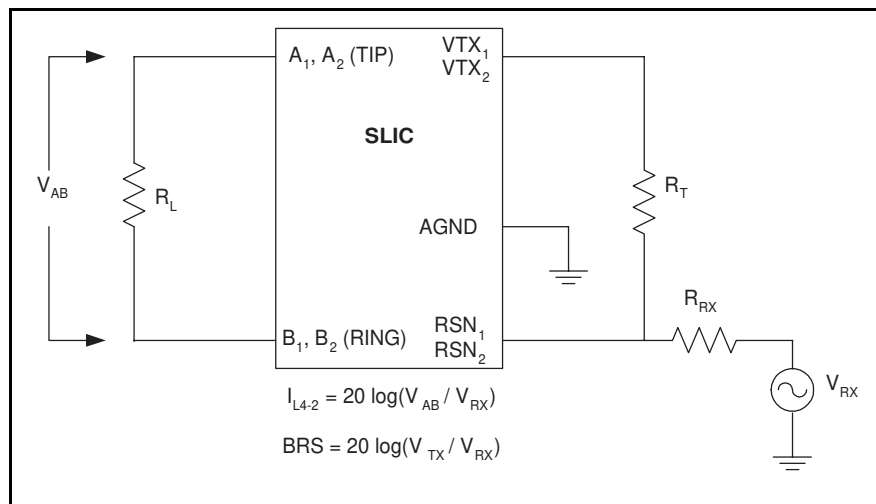 A1, A2 (TIP)
VTX1
VTX2
SLIC
VAB
RL
RT
AGND
RRX
B1, B2 (RING)
RSN1
RSN2
VRX
IL4-2 = 20 log(VAB / VRX)
BRS = 20 log(VTX / VRX)